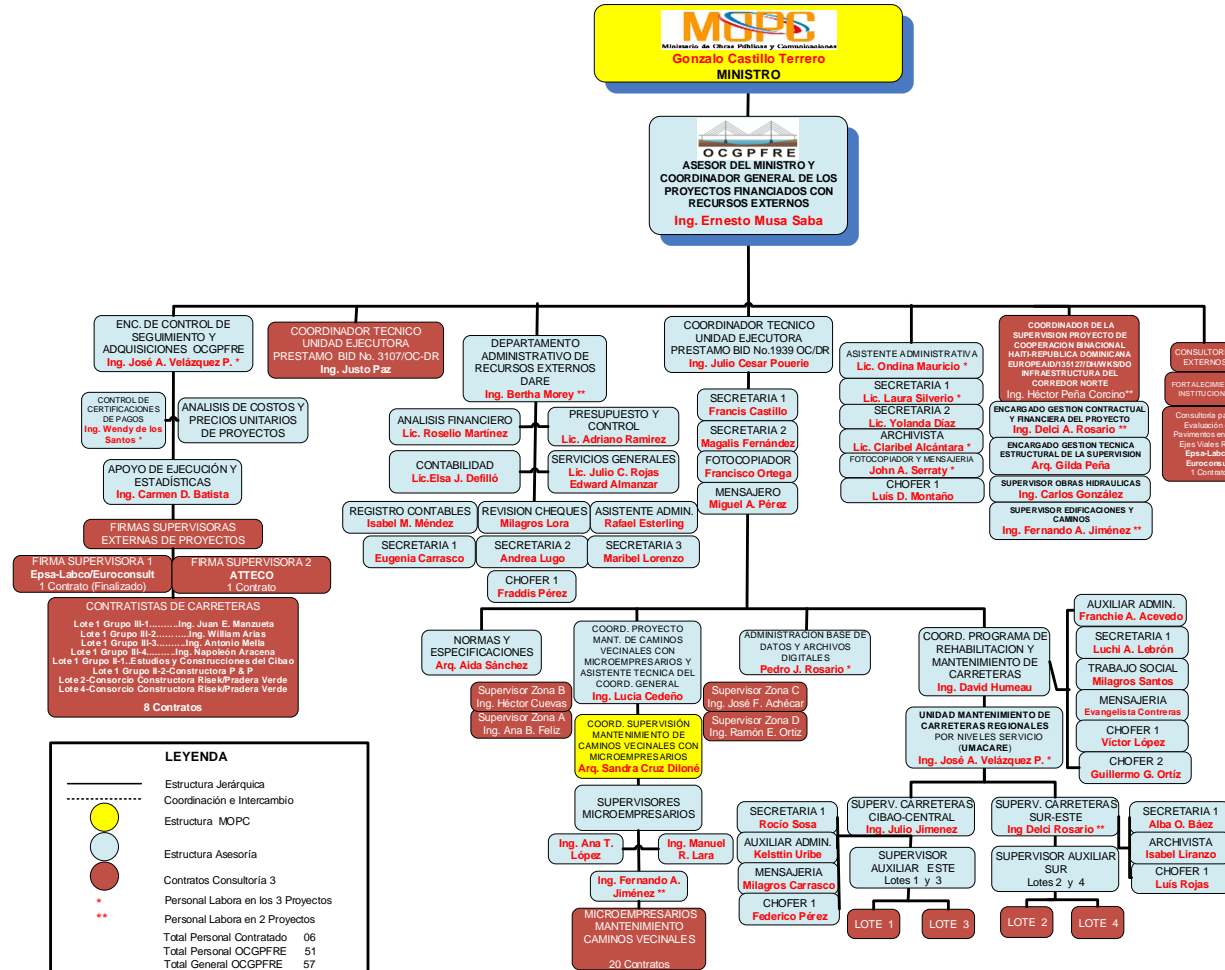 MOPC
Ministerio de Obras Públicas y Comunicaciones
Gonzalo Castillo Terrero
MINISTRO
OCGPFRE
ASESOR DEL MINISTRO Y
COORDINADOR GENERAL DE LOS
PROYECTOS FINANCIADOS CON
RECURSOS EXTERNOS
Ing. Ernesto Musa Saba
ENC. DE CONTROL DE
SEGUIMIENTO Y
ADQUISICIONES OCGPFRE
Ing. José A. Velázquez P. *
CONTROL DE
CERTIFICACIONES
DE PAGOS
Ing. Wendy de los
Santos *
ANALISIS DE COSTOS Y
PRECIOS UNITARIOS
DE PROYECTOS
APOYO DE EJECUCIÓN Y
ESTADÍSTICAS
Ing. Carmen D. Batista
FIRMAS SUPERVISORAS
EXTERNAS DE PROYECTOS
FIRMA SUPERVISORA 1
Epsa-Labco/Euroconsult
1 Contrato (Finalizado)
FIRMA SUPERVISORA 2
ATTECO
1 Contrato
CONTRATISTAS DE CARRETERAS
Lote 1 Grupo III-1..........Ing. Juan E. Manzueta
Lote 1 Grupo III-2..........Ing. William Arias
Lote 1 Grupo III-3.........Ing. Antonio Mella
Lote 1 Grupo III-4.........Ing. Napoleón Aracena
Lote 1 Grupo II-1..Estudios y Construcciones del Cibao
Lote 1 Grupo II-2-Constructora P & P
Lote 2-Consorcio Constructora Risek/Pradera Verde
Lote 4-Consorcio Constructora Risek/Pradera Verde
8 Contratos
COORDINADOR TECNICO
UNIDAD EJECUTORA
PRESTAMO BID No. 3107/OC-DR
Ing. Justo Paz
DEPARTAMENTO
ADMINISTRATIVO DE
RECURSOS EXTERNOS
DARE
Ing. Bertha Morey **
ANALISIS FINANCIERO
Lic. Roselio Martínez
PRESUPUESTO Y
CONTROL
Lic. Adriano Ramirez
CONTABILIDAD
Lic.Elsa J. Defilló
SERVICIOS GENERALES
Lic. Julio C. Rojas
Edward Almanzar
REGISTRO CONTABLES
Isabel M. Méndez
REVISION CHEQUES
Milagros Lora
ASISTENTE ADMIN.
Rafael Esterling
SECRETARIA 1
Eugenia Carrasco
SECRETARIA 2
Andrea Lugo
SECRETARIA 3
Maribel Lorenzo
CHOFER 1
Fraddis Pérez
COORDINADOR TECNICO
UNIDAD EJECUTORA
PRESTAMO BID No.1939 OC/DR
Ing. Julio Cesar Pouerie
SECRETARIA 1
Francis Castillo
SECRETARIA 2
Magalis Fernández
FOTOCOPIADOR
Francisco Ortega
MENSAJERO
Miguel A. Pérez
ASISTENTE ADMINISTRATIVA
Lic. Ondina Mauricio *
SECRETARIA 1
Lic. Laura Silverio *
SECRETARIA 2
Lic. Yolanda Díaz
ARCHIVISTA
Lic. Claribel Alcántara *
FOTOCOPIADOR Y MENSAJERIA
John A. Serraty *
CHOFER 1
Luís D. Montaño
COORDINADOR DE LA
SUPERVISION PROYECTO DE
COOPERACION BINACIONAL
HAITI-REPUBLICA DOMINICANA
EUROPEAID/135127/DH/WKS/DO
INFRAESTRUCTURA DEL
CORREDOR NORTE
Ing. Héctor Peña Corcino**
ENCARGADO GESTION CONTRACTUAL
Y FINANCIERA DEL PROYECTO
Ing. Delci A. Rosario **
ENCARGADO GESTION TECNICA
ESTRUCTURAL DE LA SUPERVISION
Arq. Gilda Peña
SUPERVISOR OBRAS HIDRAULICAS
Ing. Carlos González
SUPERVISOR EDIFICACIONES Y
CAMINOS
Ing. Fernando A. Jiménez **
CONSULTOR
EXTERNOS
FORTALECIMIE
INSTITUCION
Consultoría pa
Evaluación
Pavimentos en
Ejes Viales R
Epsa-Labc
Euroconsul
1 Contrato
NORMAS Y
ESPECIFICACIONES
Arq. Aida Sánchez
COORD. PROYECTO
MANT. DE CAMINOS
VECINALES CON
MICROEMPRESARIOS Y
ASISTENTE TECNICA DEL
COORD. GENERAL
Ing. Lucia Cedeño
ADMINISTRACION BASE DE
DATOS Y ARCHIVOS
DIGITALES
Pedro J. Rosario *
Supervisor Zona B
Ing. Héctor Cuevas
Supervisor Zona A
Ing. Ana B. Feliz
Supervisor Zona C
Ing. José F. Achécar
Supervisor Zona D
Ing. Ramón E. Ortiz
COORD. SUPERVISIÓN
MANTENIMIENTO DE
CAMINOS VECINALES CON
MICROEMPRESARIOS
Arq. Sandra Cruz Diloné
SUPERVISORES
MICROEMPRESARIOS
Ing. Ana T.
López
Ing. Manuel
R. Lara
Ing. Fernando A.
Jiménez **
MICROEMPRESARIOS
MANTENIMIENTO
CAMINOS VECINALES
20 Contratos
COORD. PROGRAMA DE
REHABILITACION Y
MANTENIMIENTO DE
CARRETERAS
Ing. David Humeau
UNIDAD MANTENIMIENTO DE
CARRETERAS REGIONALES
POR NIVELES SERVICIO
(UMACARE)
Ing. José A. Velázquez P. *
AUXILIAR ADMIN.
Franchie A. Acevedo
SECRETARIA 1
Luchi A. Lebrón
TRABAJO SOCIAL
Milagros Santos
MENSAJERIA
Evangelista Contreras
CHOFER 1
Víctor López
CHOFER 2
Guillermo G. Ortíz
SECRETARIA 1
Rocío Sosa
AUXILIAR ADMIN.
Kelsttin Uribe
MENSAJERIA
Milagros Carrasco
CHOFER 1
Federico Pérez
SUPERV. CARRETERAS
CIBAO-CENTRAL
Ing. Julio Jimenez
SUPERVISOR
AUXILIAR ESTE
Lotes 1 y 3
LOTE 1
LOTE 3
SUPERV. CARRETERAS
SUR-ESTE
Ing Delci Rosario **
SUPERVISOR AUXILIAR
SUR
Lotes 2 y 4
LOTE 2
LOTE 4
SECRETARIA 1
Alba O. Báez
ARCHIVISTA
Isabel Liranzo
CHOFER 1
Luís Rojas
LEYENDA
Estructura Jerárquica
Coordinación e Intercambio
Estructura MOPC
Estructura Asesoría
Contratos Consultoría 3
* Personal Labora en los 3 Proyectos
** Personal Labora en 2 Proyectos
Total Personal Contratado 06
Total Personal OCGPFRE 51
Total General OCGPFRE 57